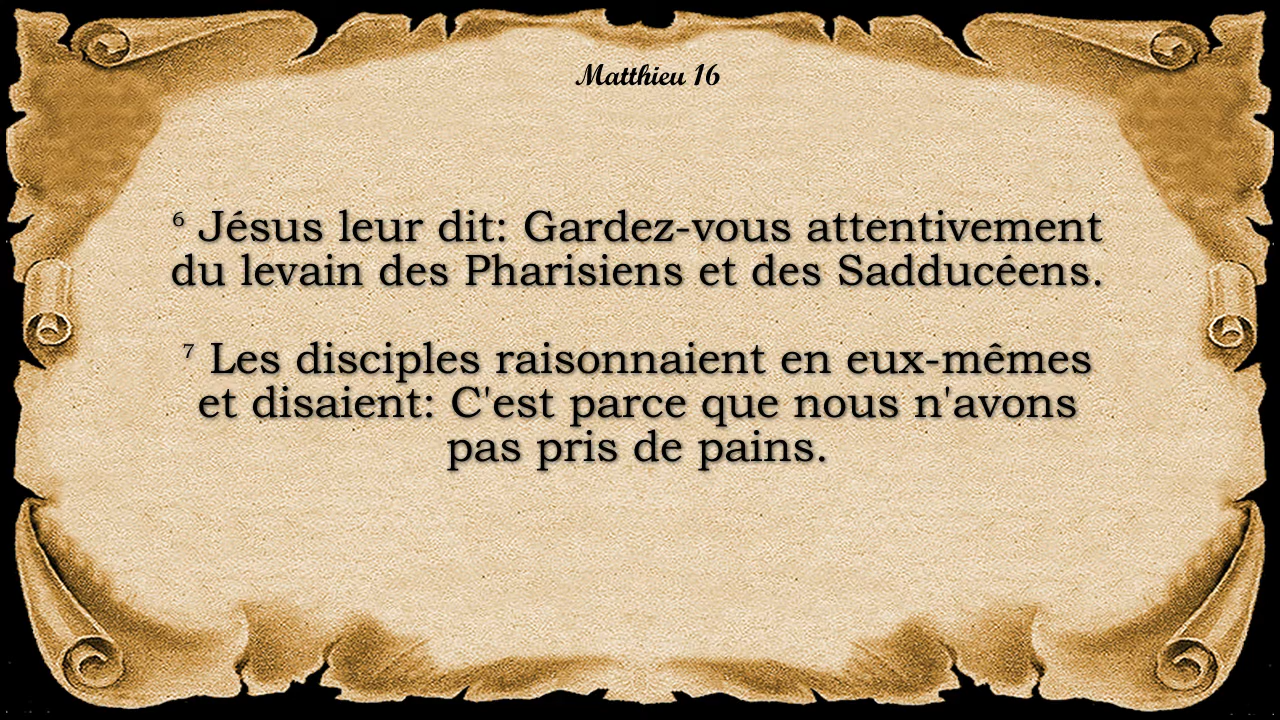 Matthieu 16
6 Jésus leur dit: Gardez-vous attentivement
du levain des Pharisiens et des Sadducéens.
7 Les disciples raisonnaient en eux-mêmes
et disaient: C'est parce que nous n'avons
pas pris de pains.